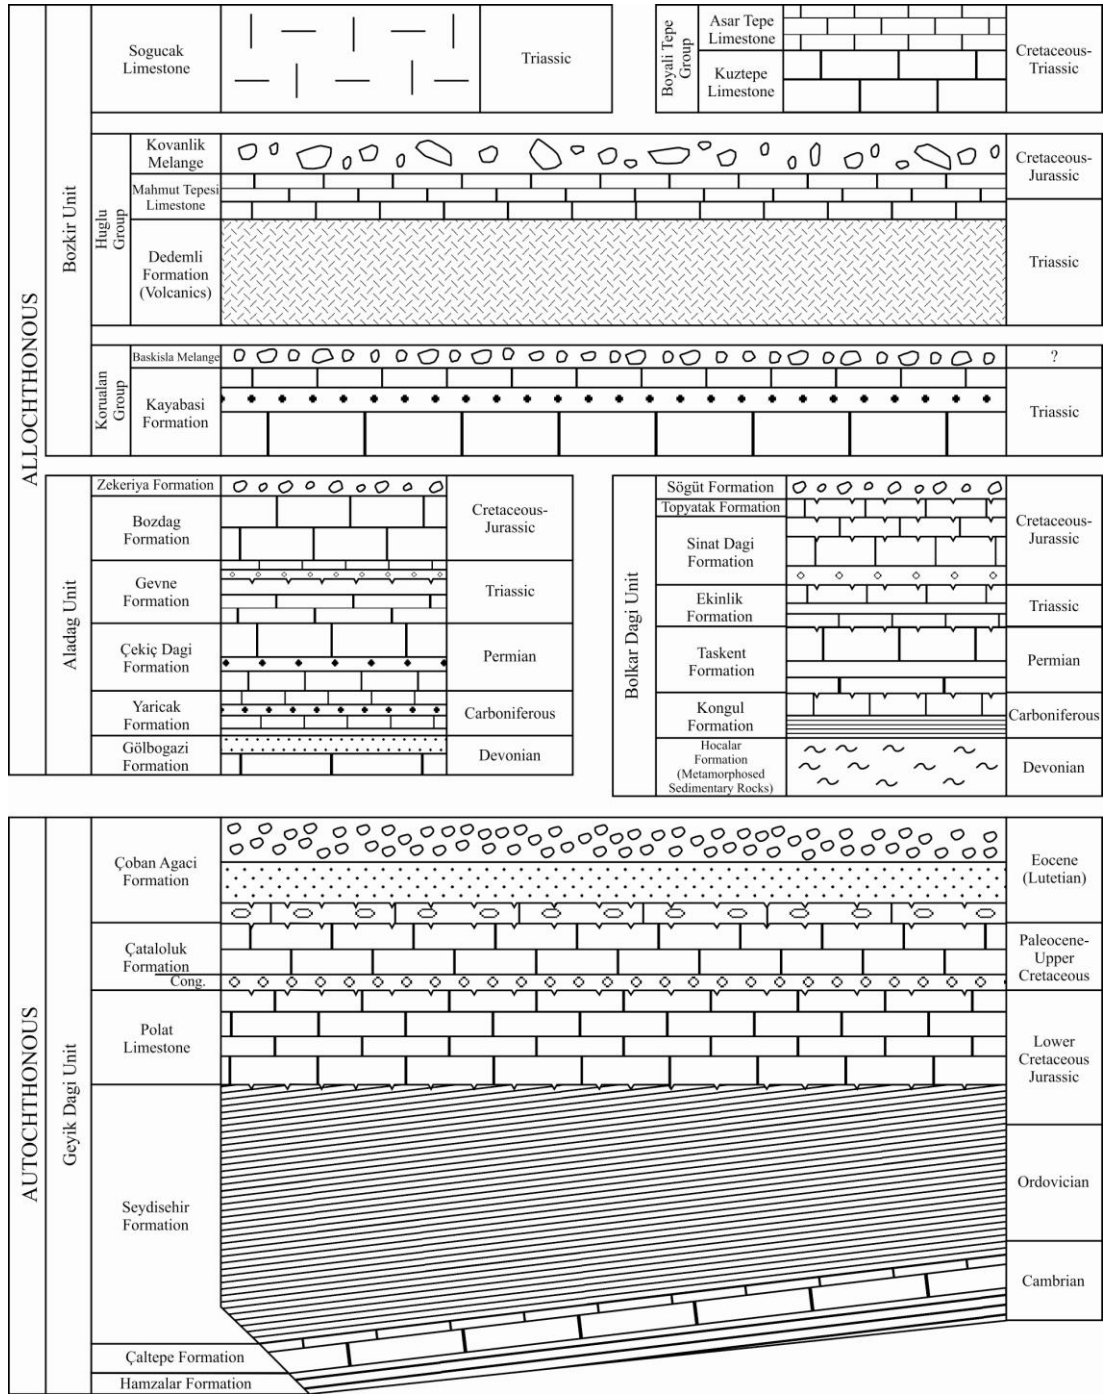 ALLOCHTHONOUS
Bozkir Unit
Sogucak
Limestone
Triassic
Boyali Tepe
Group
Asar Tepe
Limestone
Kuztepe
Limestone
Cretaceous-
Triassic
Huglu
Group
Kovanlik
Melange
Mahmut Tepesi
Limestone
Dedemli
Formation
(Volcanics)
Cretaceous-
Jurassic
Triassic
Korualan
Group
Baskisla Melange
Kayabasi
Formation
?
Triassic
Aladag Unit
Zekeriya Formation
Bozdag
Formation
Gevne
Formation
Çekiç Dagi
Formation
Yaricak
Formation
Gölbogazi
Formation
Cretaceous-
Jurassic
Triassic
Permian
Carboniferous
Devonian
Bolkar Dagi Unit
Sögüt Formation
Topyatak Formation
Sinat Dagi
Formation
Ekinlik
Formation
Taskent
Formation
Kongul
Formation
Hocalar
Formation
(Metamorphosed
Sedimentary Rocks)
Cretaceous-
Jurassic
Triassic
Permian
Carboniferous
Devonian
AUTOCHTHONOUS
Geyik Dagi Unit
Çoban Agaci
Formation
Çataloluk
Formation
Cong.
Polat
Limestone
Seydisehir
Formation
Çaltepe Formation
Hamzalar Formation
Eocene
(Lutetian)
Paleocene-
Upper
Cretaceous
Lower
Cretaceous
Jurassic
Ordovician
Cambrian